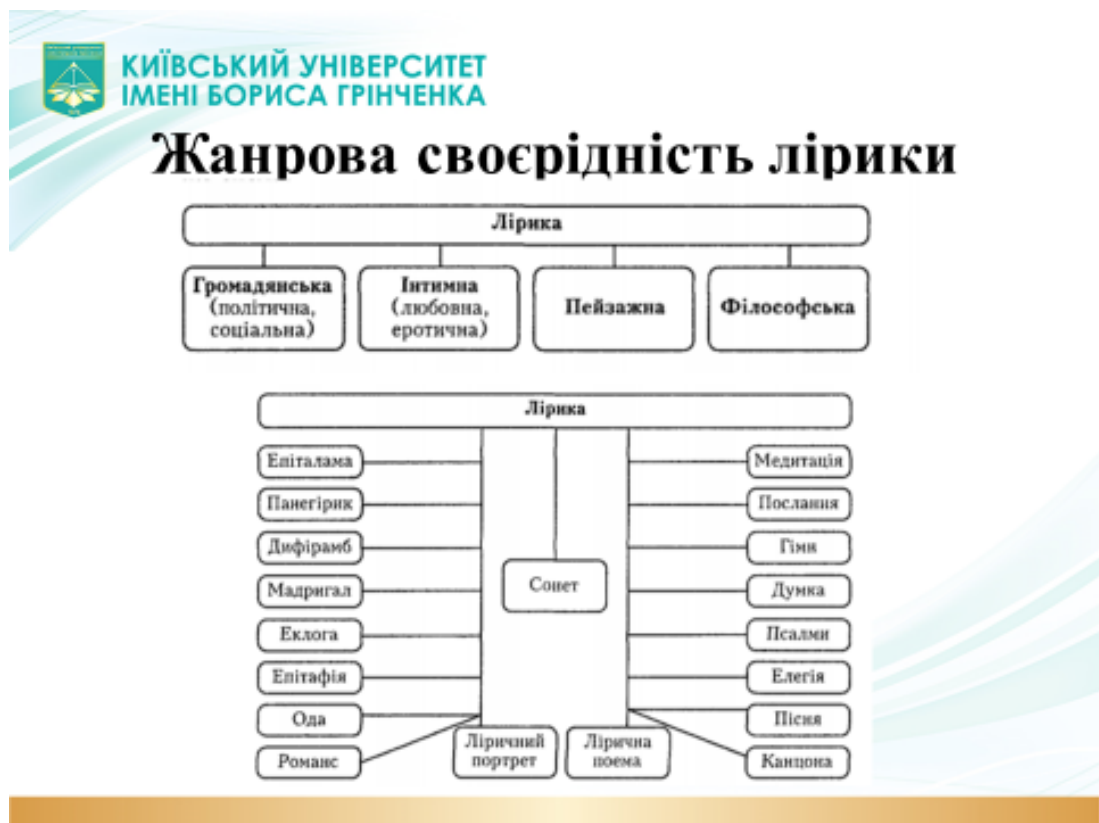 КИЇВСЬКИЙ УНІВЕРСИТЕТ
ІМЕНІ БОРИСА ГРІНЧЕНКА
Жанрова своєрідність лірики
Лірика
Громадянська
(політична,
соціальна)
Інтимна
(любовна,
еротична)
Пейзажна
Філософська
Лірика
Епіталама
Панегірик
Дифірамб
Мадригал
Еклога
Епітафія
Ода
Романс
Сонет
Ліричний
портрет
Лірична
поема
Медитація
Послання
Гімн
Думка
Псалми
Елегія
Пісня
Канцона